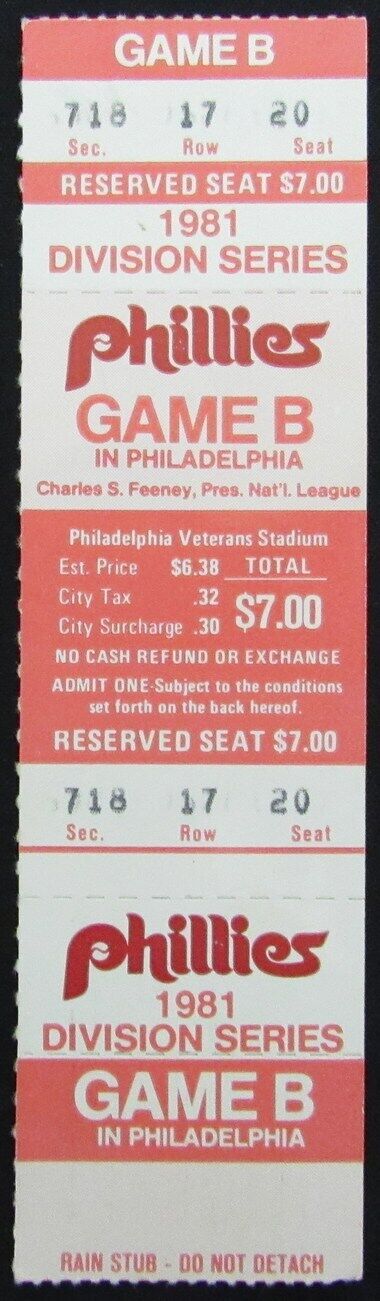 GAME B
718 17 20
Sec. Row Seat
RESERVED SEAT $7.00
1981
DIVISION SERIES
phillies
GAME B
IN PHILADELPHIA
Charles S. Feeney, Pres. Nat'l. League
Philadelphia Veterans Stadium
Est. Price $6.38 TOTAL
City Tax .32 $7.00
City Surcharge .30
NO CASH REFUND OR EXCHANGE
ADMIT ONE-Subject to the conditions
set forth on the back hereof.
RESERVED SEAT $7.00
718 17 20
Sec. Row Seat
phillies
1981
DIVISION SERIES
GAME B
IN PHILADELPHIA
RAIN STUB - DO NOT DETACH